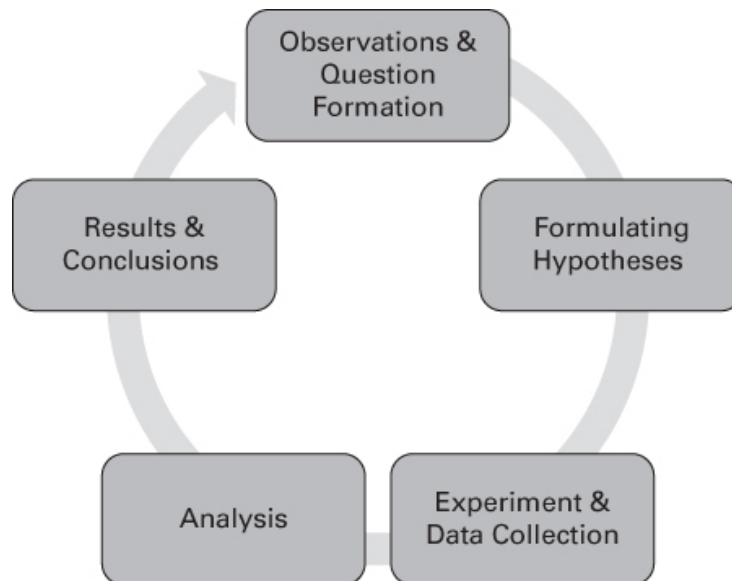 Observations &
Question
Formation
Formulating
Hypotheses
Experiment &
Data Collection
Analysis
Results &
Conclusions